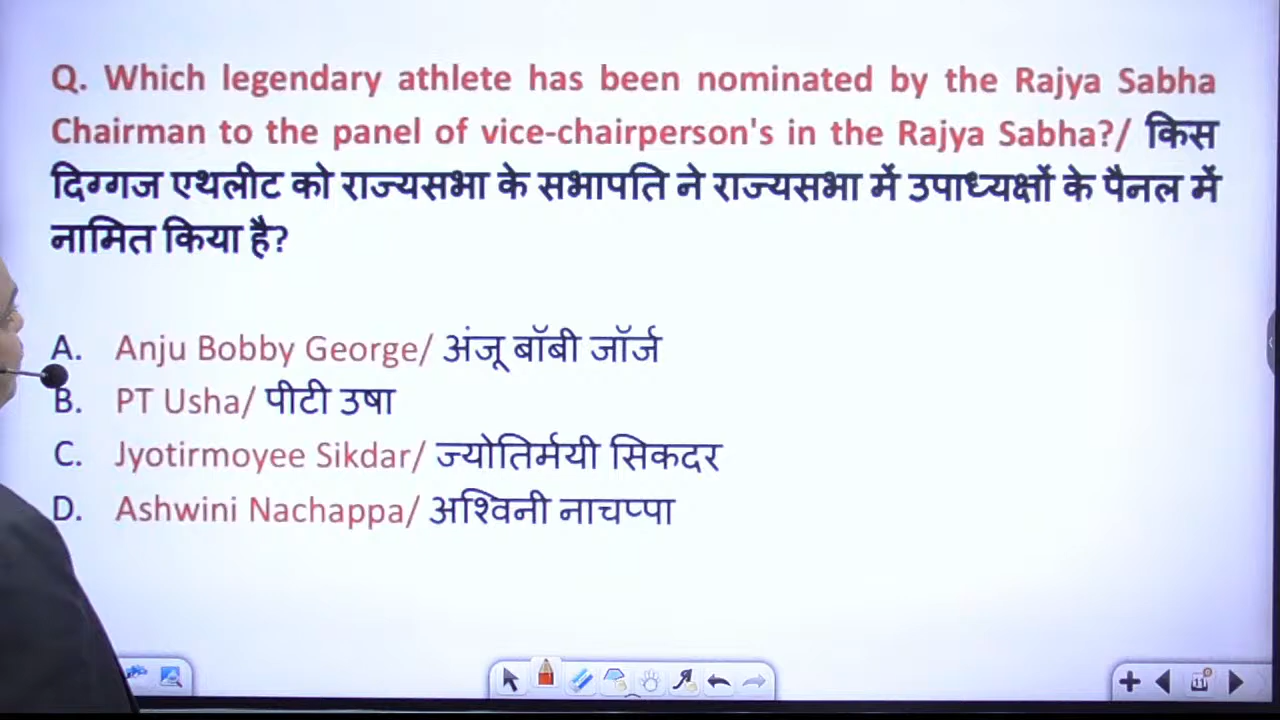 Q. Which legendary athlete has been nominated by the Rajya Sabha
Chairman to the panel of vice-chairperson's in the Rajya Sabha?/ किस
दिग्गज एथलीट को राज्यसभा के सभापति ने राज्यसभा में उपाध्यक्षों के पैनल में
नामित किया है?
A. Anju Bobby George/ अंजू बॉबी जॉर्ज
B. PT Usha/ पीटी उषा
C. Jyotirmoyee Sikdar/ ज्योतिर्मयी सिकदर
D. Ashwini Nachappa/ अश्विनी नाचप्पा
11